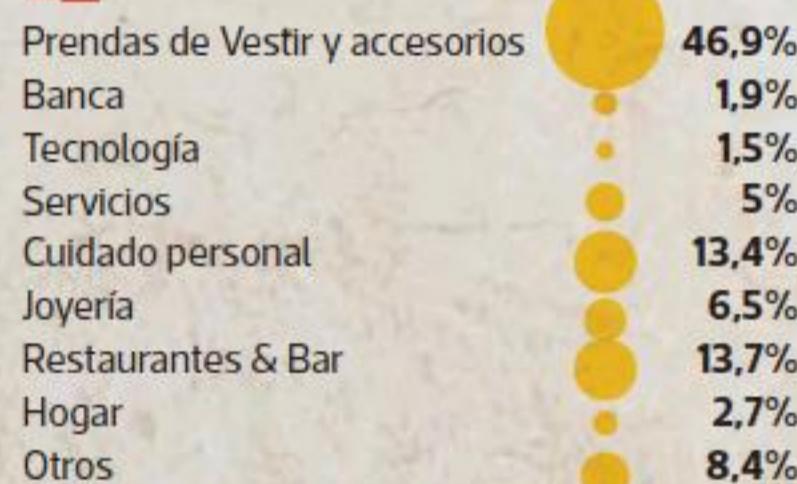 Prendas de Vestir y accesorios 46,9%
Banca 1,9%
Tecnología 1,5%
Servicios 5%
Cuidado personal 13,4%
Joyería 6,5%
Restaurantes & Bar 13,7%
Hogar 2,7%
Otros 8,4%